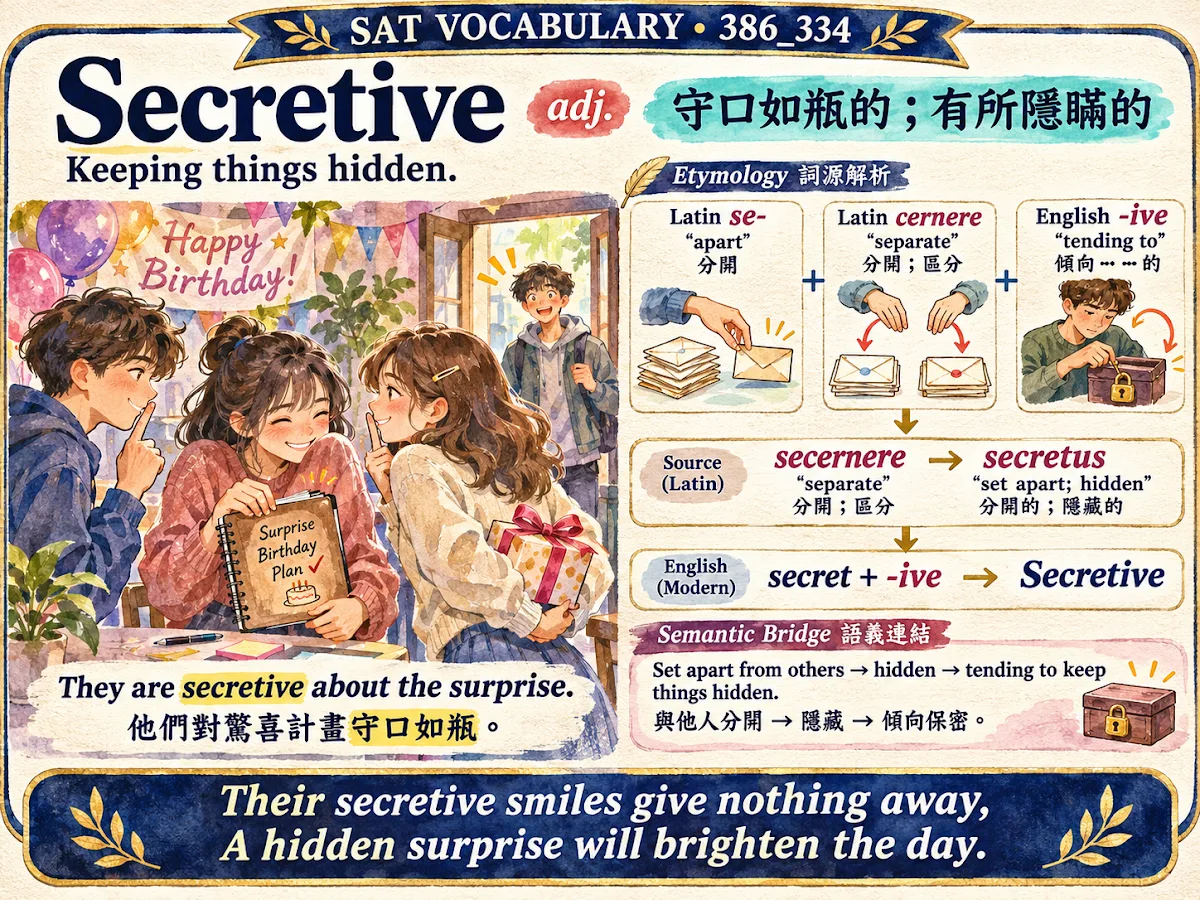 SAT VOCABULARY • 386_334
Secretive
adj.
守口如瓶的；有所隱瞞的
Keeping things hidden.
Happy
Birthday!
Surprise
Birthday
Plan ✓
They are secretive about the surprise.
他們對驚喜計畫守口如瓶。
Etymology 詞源解析
Latin se-
“apart”
分開
+
Latin cernere
“separate”
分開；區分
+
English -ive
“tending to”
傾向……的
Source
(Latin)
secernere → secretus
“separate” “set apart; hidden”
分開；區分 分開的；隱藏的
English
(Modern)
secret + -ive → Secretive
Semantic Bridge 語義連結
Set apart from others → hidden → tending to keep
things hidden.
與他人分開 → 隱藏 → 傾向保密。
Their secretive smiles give nothing away,
A hidden surprise will brighten the day.